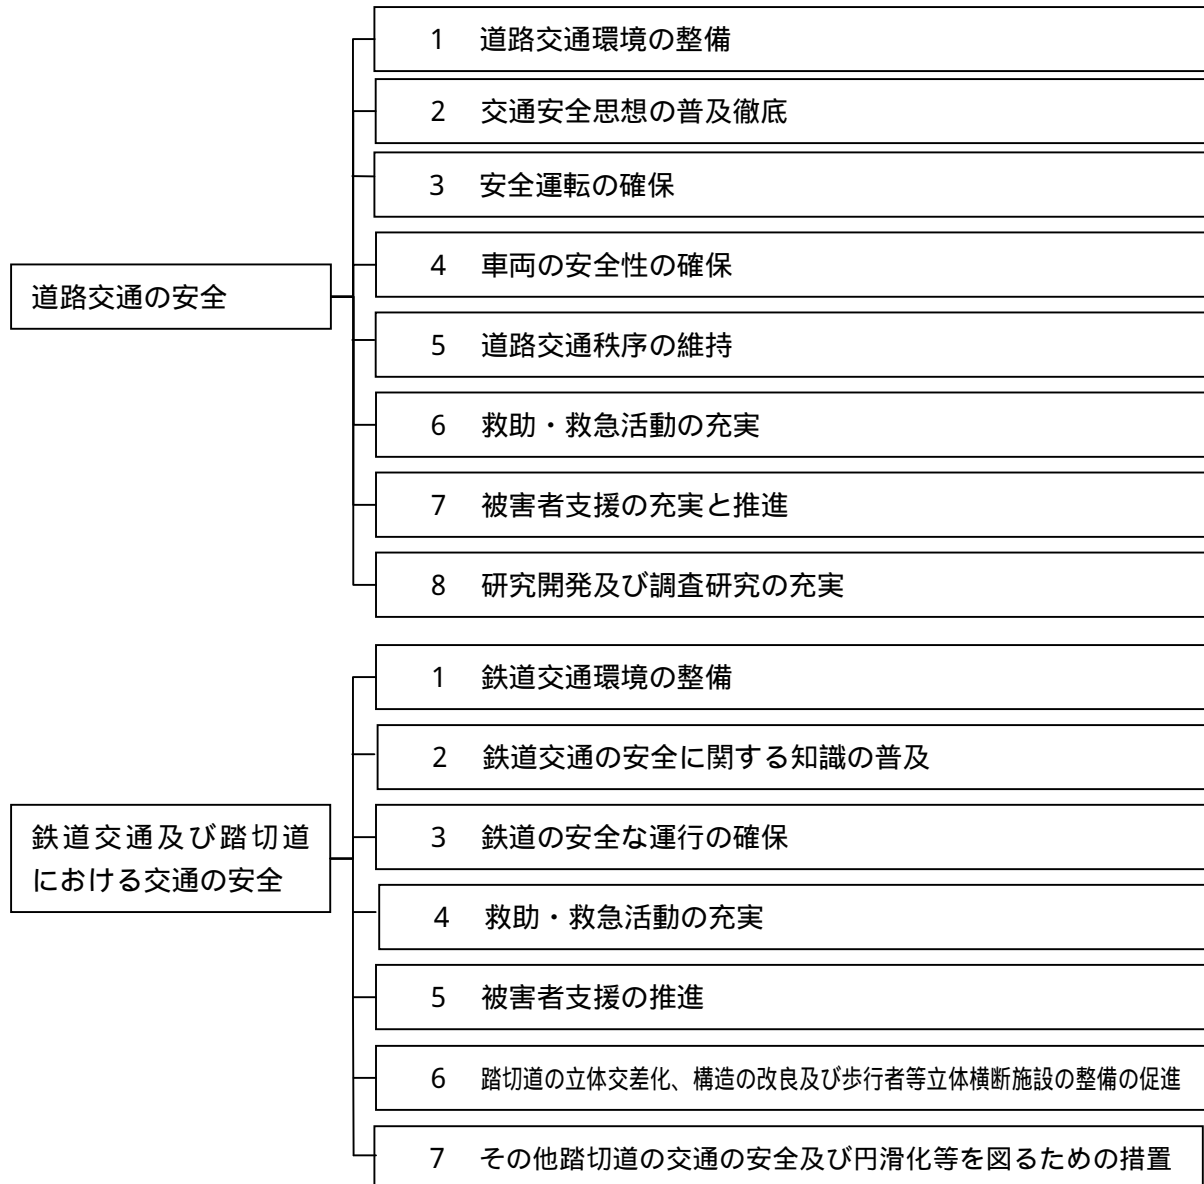 道路交通の安全
1 道路交通環境の整備
2 交通安全思想の普及徹底
3 安全運転の確保
4 車両の安全性の確保
5 道路交通秩序の維持
6 救助・救急活動の充実
7 被害者支援の充実と推進
8 研究開発及び調査研究の充実
鉄道交通及び踏切道
における交通の安全
1 鉄道交通環境の整備
2 鉄道交通の安全に関する知識の普及
3 鉄道の安全な運行の確保
4 救助・救急活動の充実
5 被害者支援の推進
6 踏切道の立体交差化、構造の改良及び歩行者等立体横断施設の整備の促進
7 その他踏切道の交通の安全及び円滑化等を図るための措置